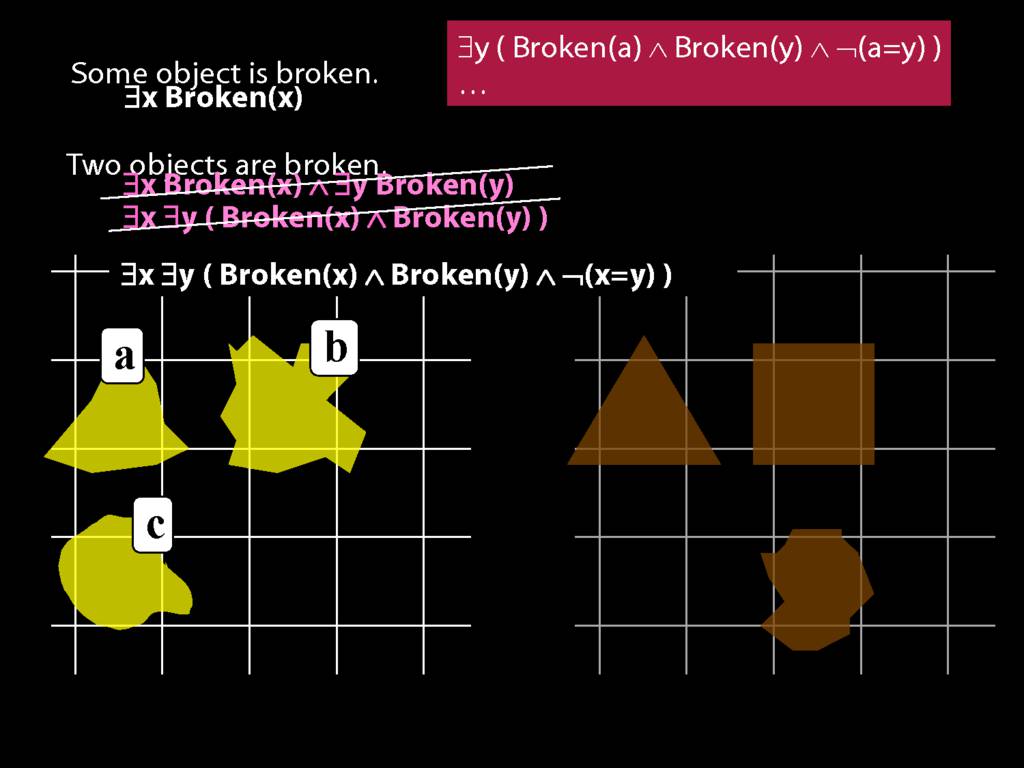 Some object is broken.
∃x Broken(x)
∃y ( Broken(a) ∧ Broken(y) ∧ ¬(a=y) )
…
Two objects are broken.
∃x Broken(x) ∧ ∃y Broken(y)
∃x ∃y ( Broken(x) ∧ Broken(y) )
∃x ∃y ( Broken(x) ∧ Broken(y) ∧ ¬(x=y) )
a
b
c